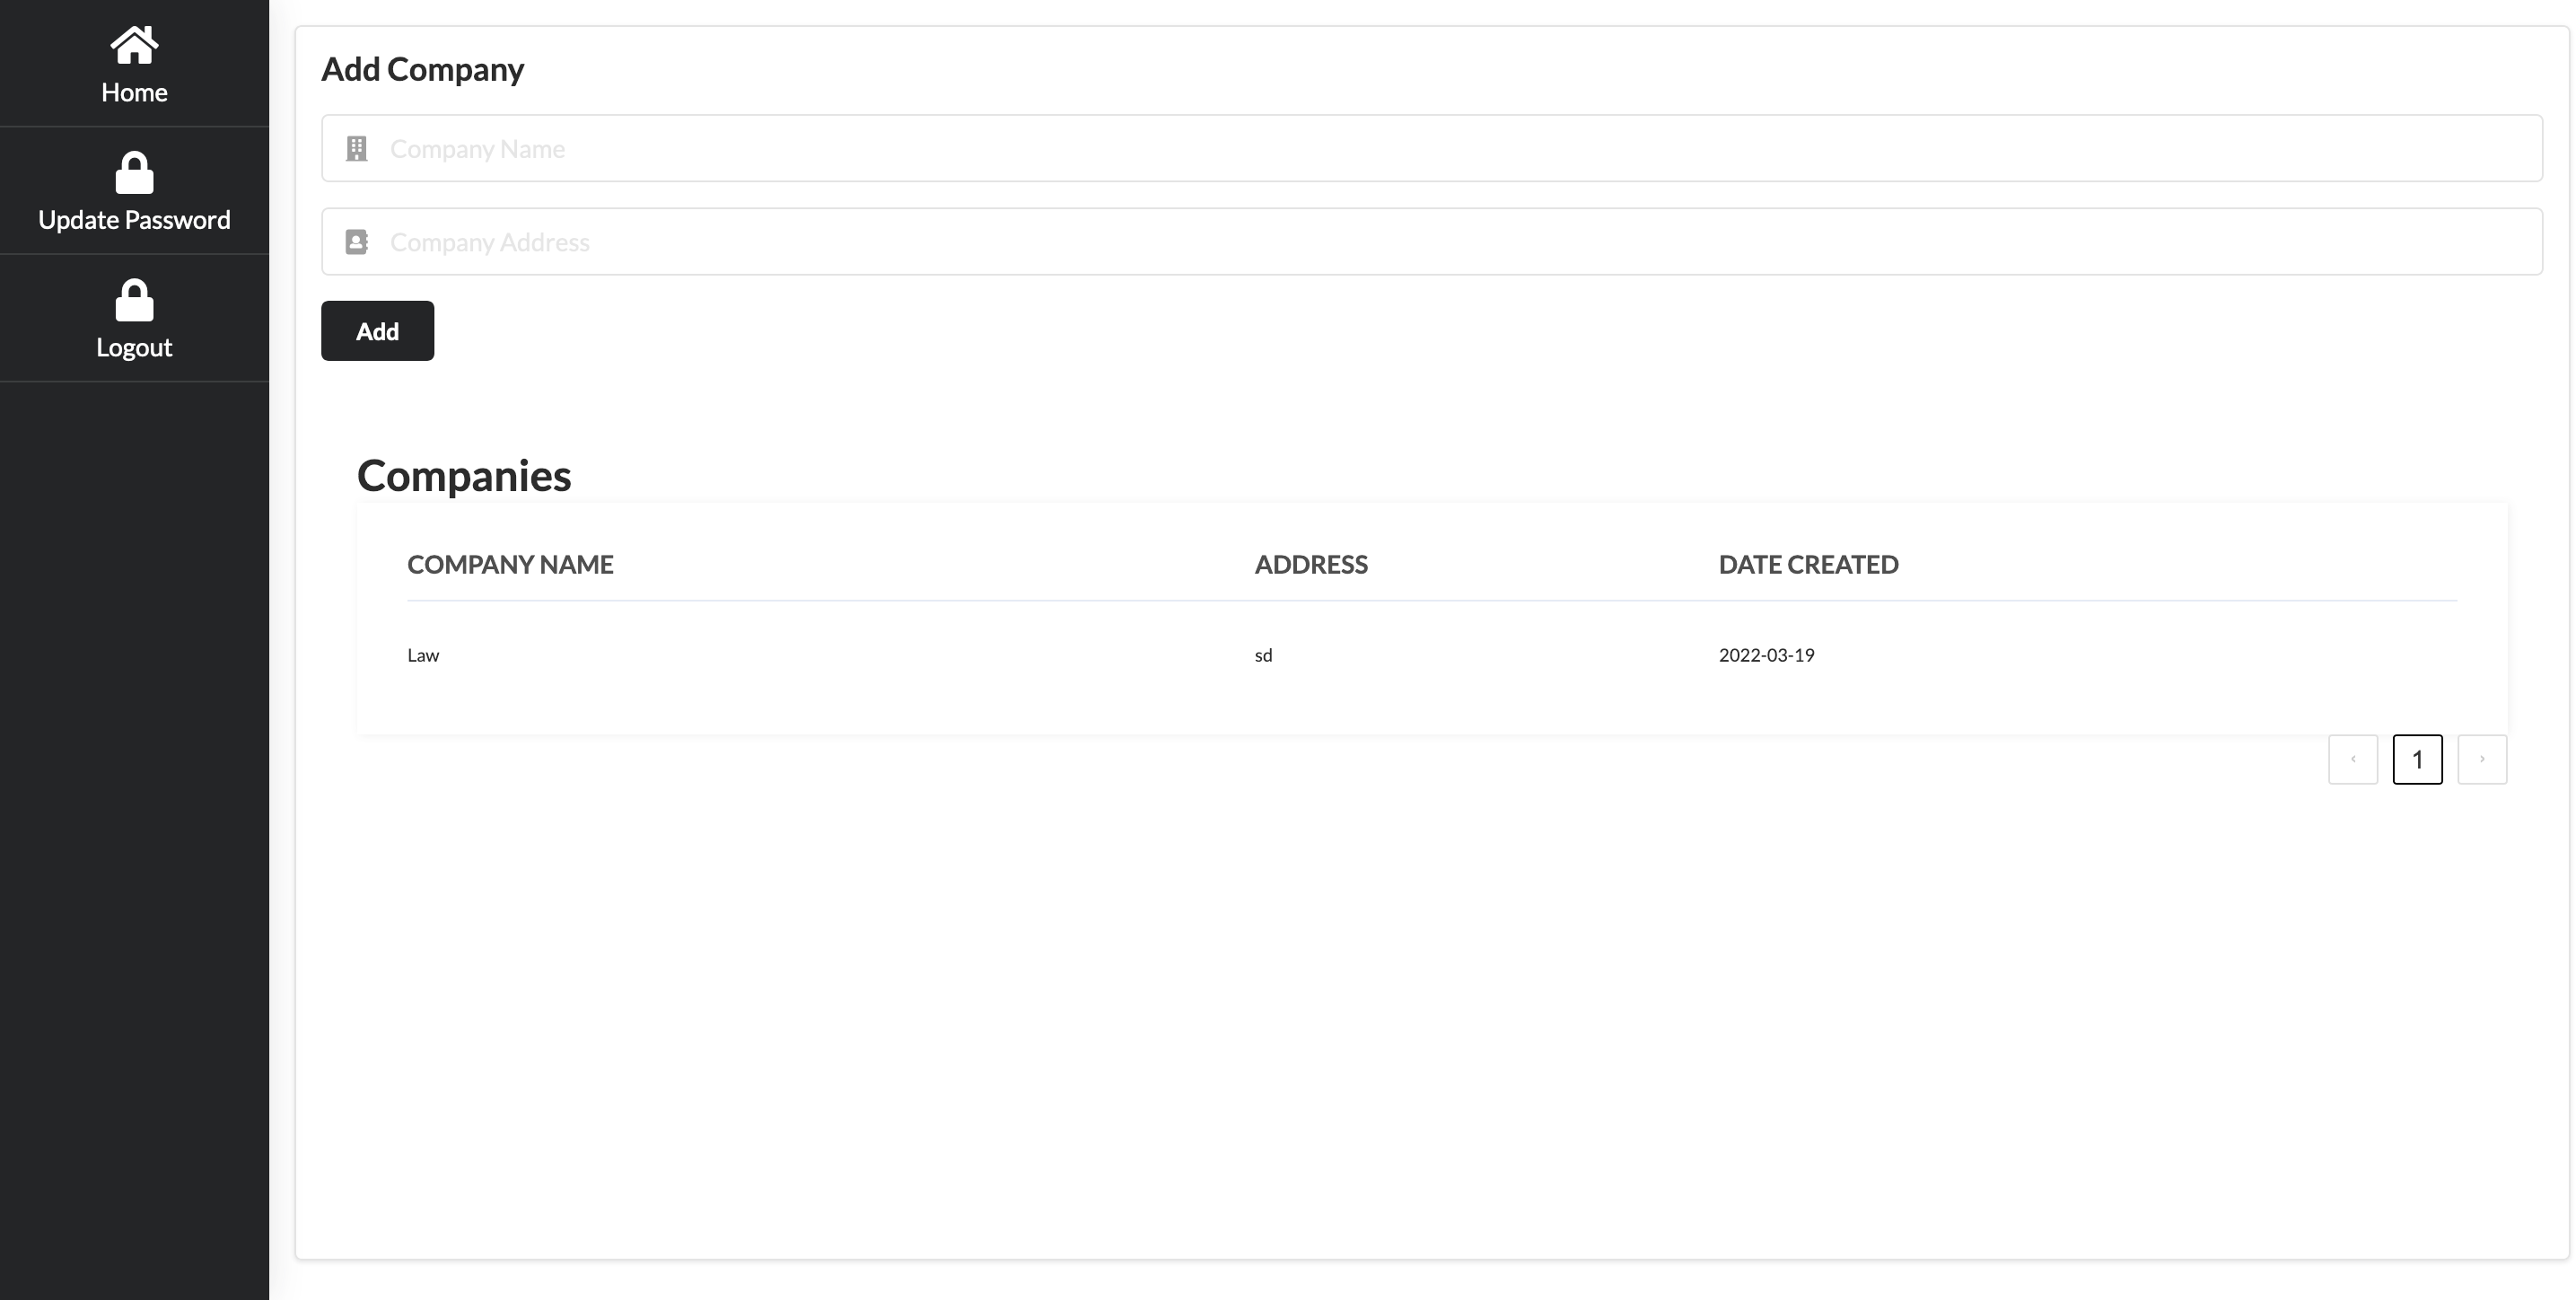 Home
Update Password
Logout
Add Company
Company Name
Company Address
Add
Companies
COMPANY NAME ADDRESS DATE CREATED
Law sd 2022-03-19
‹ 1 ›